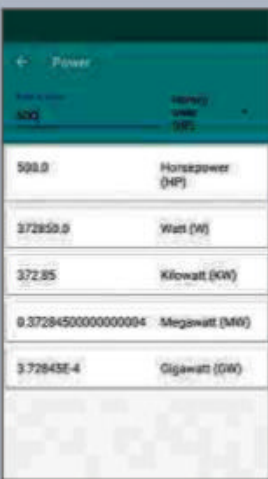 ← Power
500
500.0 Horsepower
(HP)
372850.0 Watt (W)
372.85 Kilowatt (KW)
0.37284500000000004 Megawatt (MW)
3.72845E-4 Gigawatt (GW)